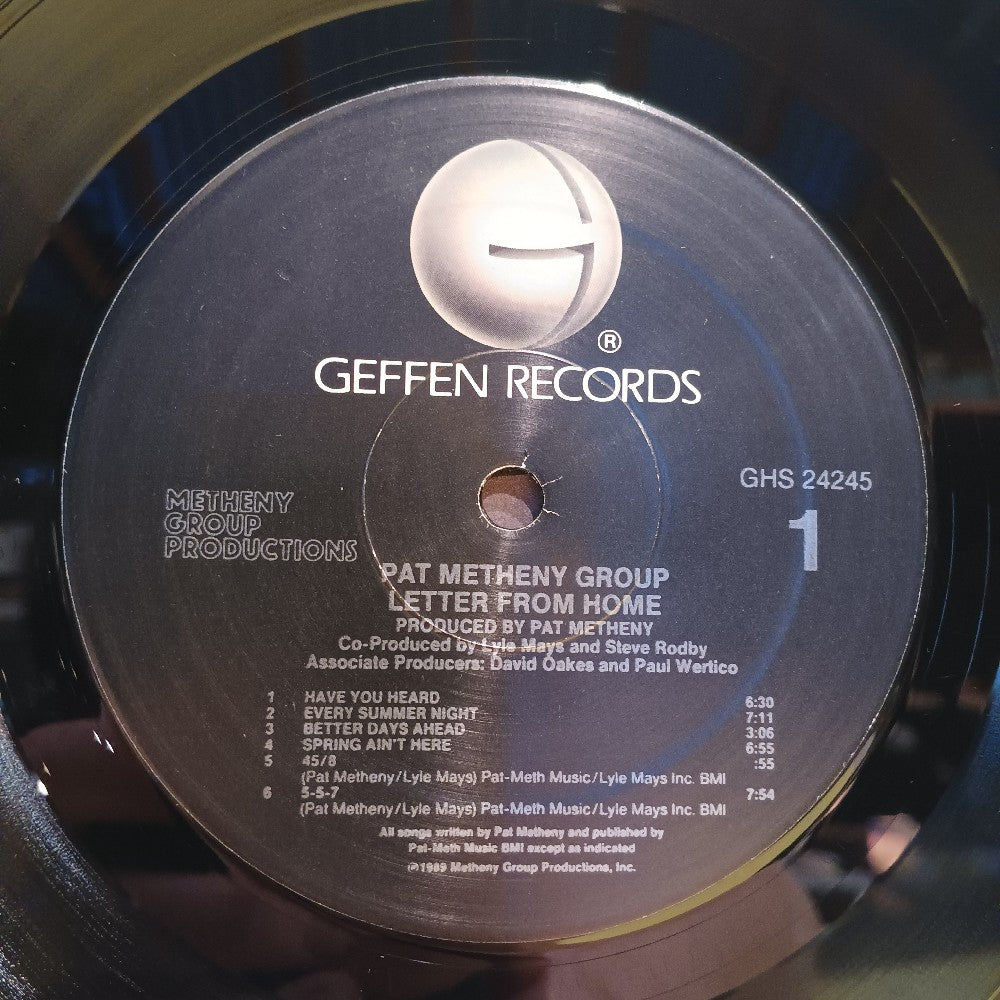 G
®
GEFFEN RECORDS
METHENY
GROUP
PRODUCTIONS
GHS 24245
1
PAT METHENY GROUP
LETTER FROM HOME
PRODUCED BY PAT METHENY
Co-Produced by Lyle Mays and Steve Rodby
Associate Producers: David Oakes and Paul Wertico
1 HAVE YOU HEARD 6:30
2 EVERY SUMMER NIGHT 7:11
3 BETTER DAYS AHEAD 3:06
4 SPRING AIN'T HERE 6:55
5 45/8 :55
(Pat Metheny/Lyle Mays) Pat-Meth Music/Lyle Mays Inc. BMI
6 5-5-7 7:54
(Pat Metheny/Lyle Mays) Pat-Meth Music/Lyle Mays Inc. BMI
All songs written by Pat Metheny and published by
Pat-Meth Music BMI except as indicated
℗1989 Metheny Group Productions, Inc.